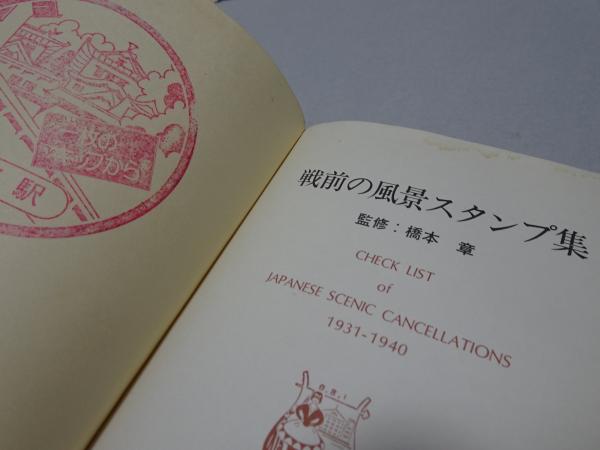 駅
戦前の風景スタンプ集
監修：橋本 章
CHECK LIST
of
JAPANESE SCENIC CANCELLATIONS
1931-1940